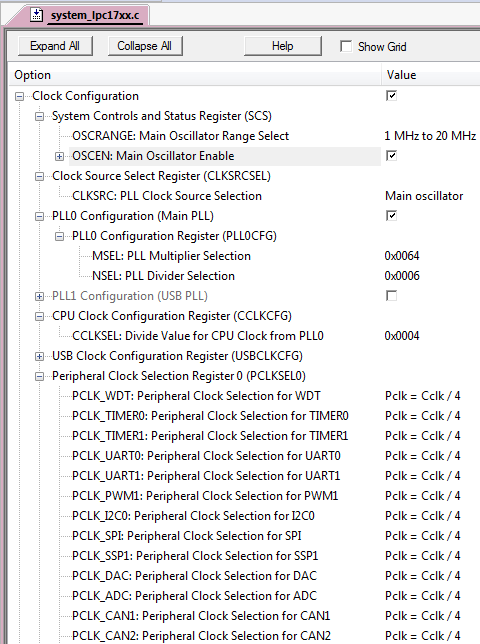 system_lpc17xx.c
Expand All Collapse All Help Show Grid
Option Value
Clock Configuration
System Controls and Status Register (SCS)
OSCRANGE: Main Oscillator Range Select 1 MHz to 20 MHz
OSCEN: Main Oscillator Enable
Clock Source Select Register (CLKSRCSEL)
CLKSRC: PLL Clock Source Selection Main oscillator
PLL0 Configuration (Main PLL)
PLL0 Configuration Register (PLL0CFG)
MSEL: PLL Multiplier Selection 0x0064
NSEL: PLL Divider Selection 0x0006
PLL1 Configuration (USB PLL)
CPU Clock Configuration Register (CCLKCFG)
CCLKSEL: Divide Value for CPU Clock from PLL0 0x0004
USB Clock Configuration Register (USBCLKCFG)
Peripheral Clock Selection Register 0 (PCLKSEL0)
PCLK_WDT: Peripheral Clock Selection for WDT Pclk = Cclk / 4
PCLK_TIMER0: Peripheral Clock Selection for TIMER0 Pclk = Cclk / 4
PCLK_TIMER1: Peripheral Clock Selection for TIMER1 Pclk = Cclk / 4
PCLK_UART0: Peripheral Clock Selection for UART0 Pclk = Cclk / 4
PCLK_UART1: Peripheral Clock Selection for UART1 Pclk = Cclk / 4
PCLK_PWM1: Peripheral Clock Selection for PWM1 Pclk = Cclk / 4
PCLK_I2C0: Peripheral Clock Selection for I2C0 Pclk = Cclk / 4
PCLK_SPI: Peripheral Clock Selection for SPI Pclk = Cclk / 4
PCLK_SSP1: Peripheral Clock Selection for SSP1 Pclk = Cclk / 4
PCLK_DAC: Peripheral Clock Selection for DAC Pclk = Cclk / 4
PCLK_ADC: Peripheral Clock Selection for ADC Pclk = Cclk / 4
PCLK_CAN1: Peripheral Clock Selection for CAN1 Pclk = Cclk / 4
PCLK_CAN2: Peripheral Clock Selection for CAN2 Pclk = Cclk / 4